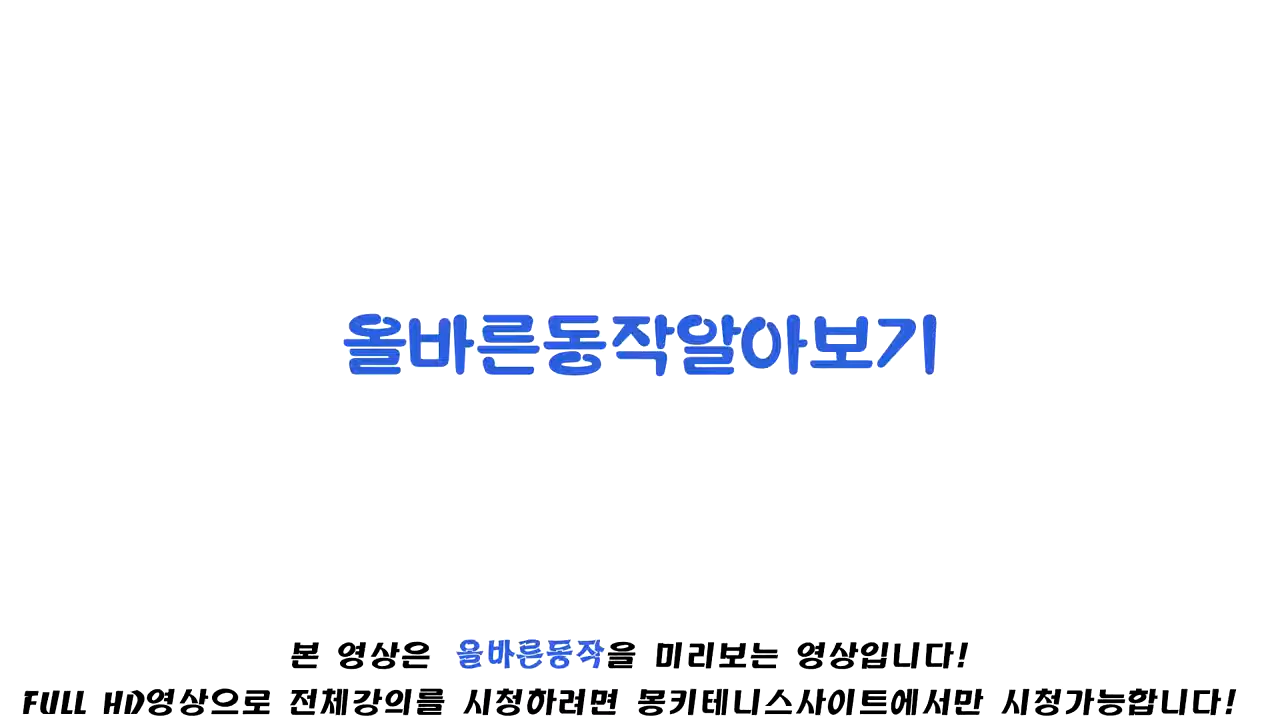 올바른동작알아보기
본 영상은 올바른동작을 미리보는 영상입니다!
FULL HD영상으로 전체강의를 시청하려면 몽키테니스사이트에서만 시청가능합니다!